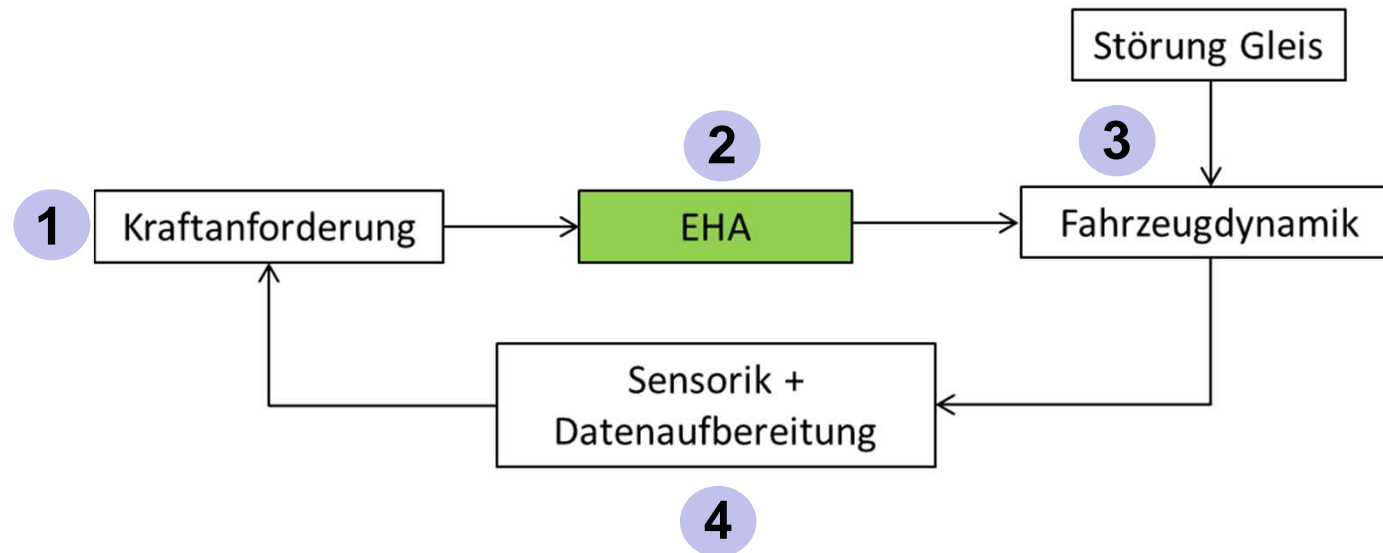 Störung Gleis
2
3
1
Kraftanforderung
EHA
Fahrzeugdynamik
Sensorik +
Datenaufbereitung
4